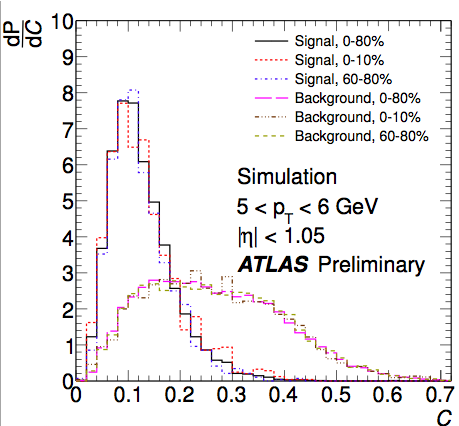 dP
dC
10
9
8
7
6
5
4
3
2
1
0
Signal, 0-80%
Signal, 0-10%
Signal, 60-80%
Background, 0-80%
Background, 0-10%
Background, 60-80%
Simulation
5 < p_T < 6 GeV
|η| < 1.05
ATLAS Preliminary
0 0.1 0.2 0.3 0.4 0.5 0.6 0.7
C